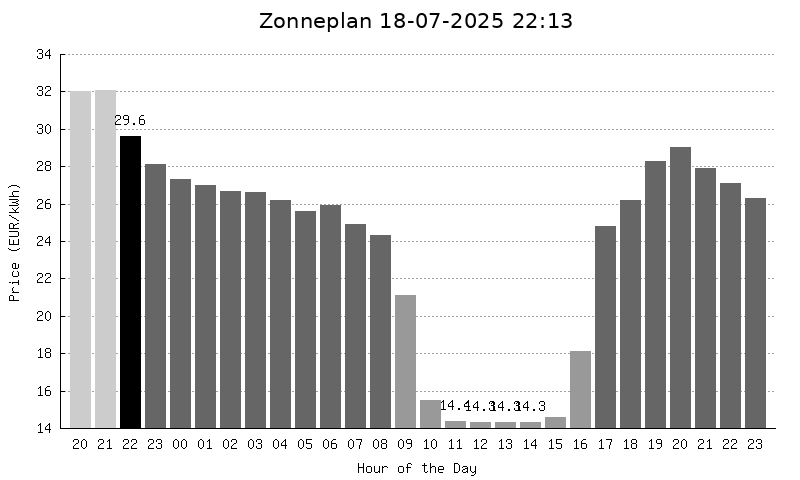 Zonneplan 18-07-2025 22:13
34
32
30
28
26
24
22
20
18
16
14
Price (EUR/kWh)
29.6
14.4 14.3 14.3 14.3
20 21 22 23 00 01 02 03 04 05 06 07 08 09 10 11 12 13 14 15 16 17 18 19 20 21 22 23
Hour of the Day